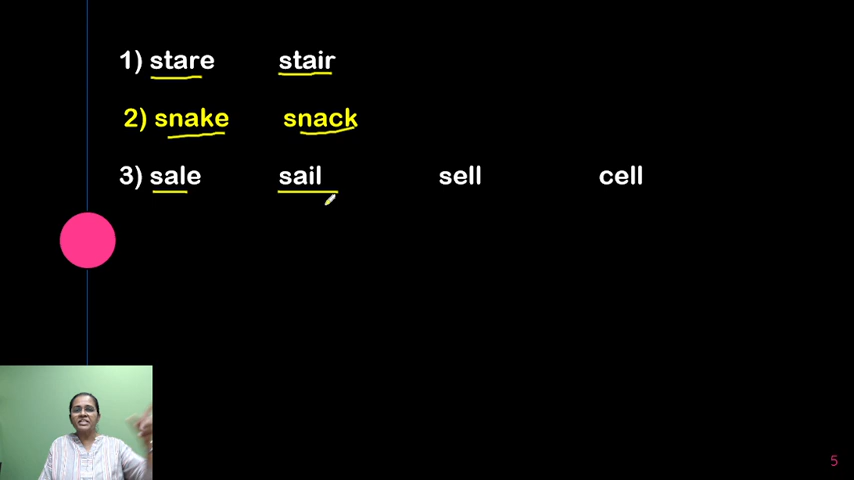 1) stare stair
2) snake snack
3) sale sail sell cell
5